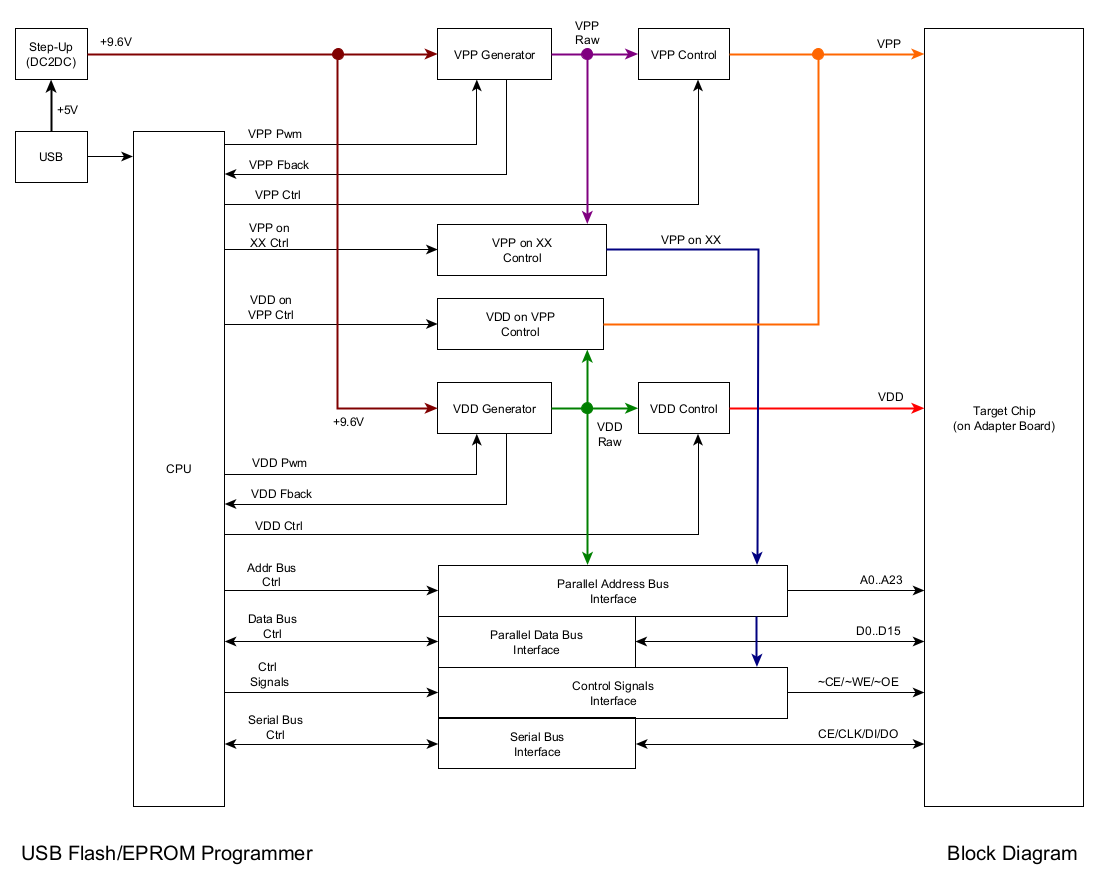 VPP
Raw
Step-Up
(DC2DC)
+9.6V
VPP Generator
VPP Control
VPP
+5V
USB
VPP Pwm
VPP Fback
VPP Ctrl
VPP on
XX Ctrl
VPP on XX
Control
VPP on XX
VDD on
VPP Ctrl
VDD on VPP
Control
VDD Generator
VDD Control
VDD
+9.6V
VDD
Raw
Target Chip
(on Adapter Board)
CPU
VDD Pwm
VDD Fback
VDD Ctrl
Addr Bus
Ctrl
Parallel Address Bus
Interface
A0..A23
Data Bus
Ctrl
Parallel Data Bus
Interface
D0..D15
Ctrl
Signals
Control Signals
Interface
~CE/~WE/~OE
Serial Bus
Ctrl
Serial Bus
Interface
CE/CLK/DI/DO
USB Flash/EPROM Programmer
Block Diagram